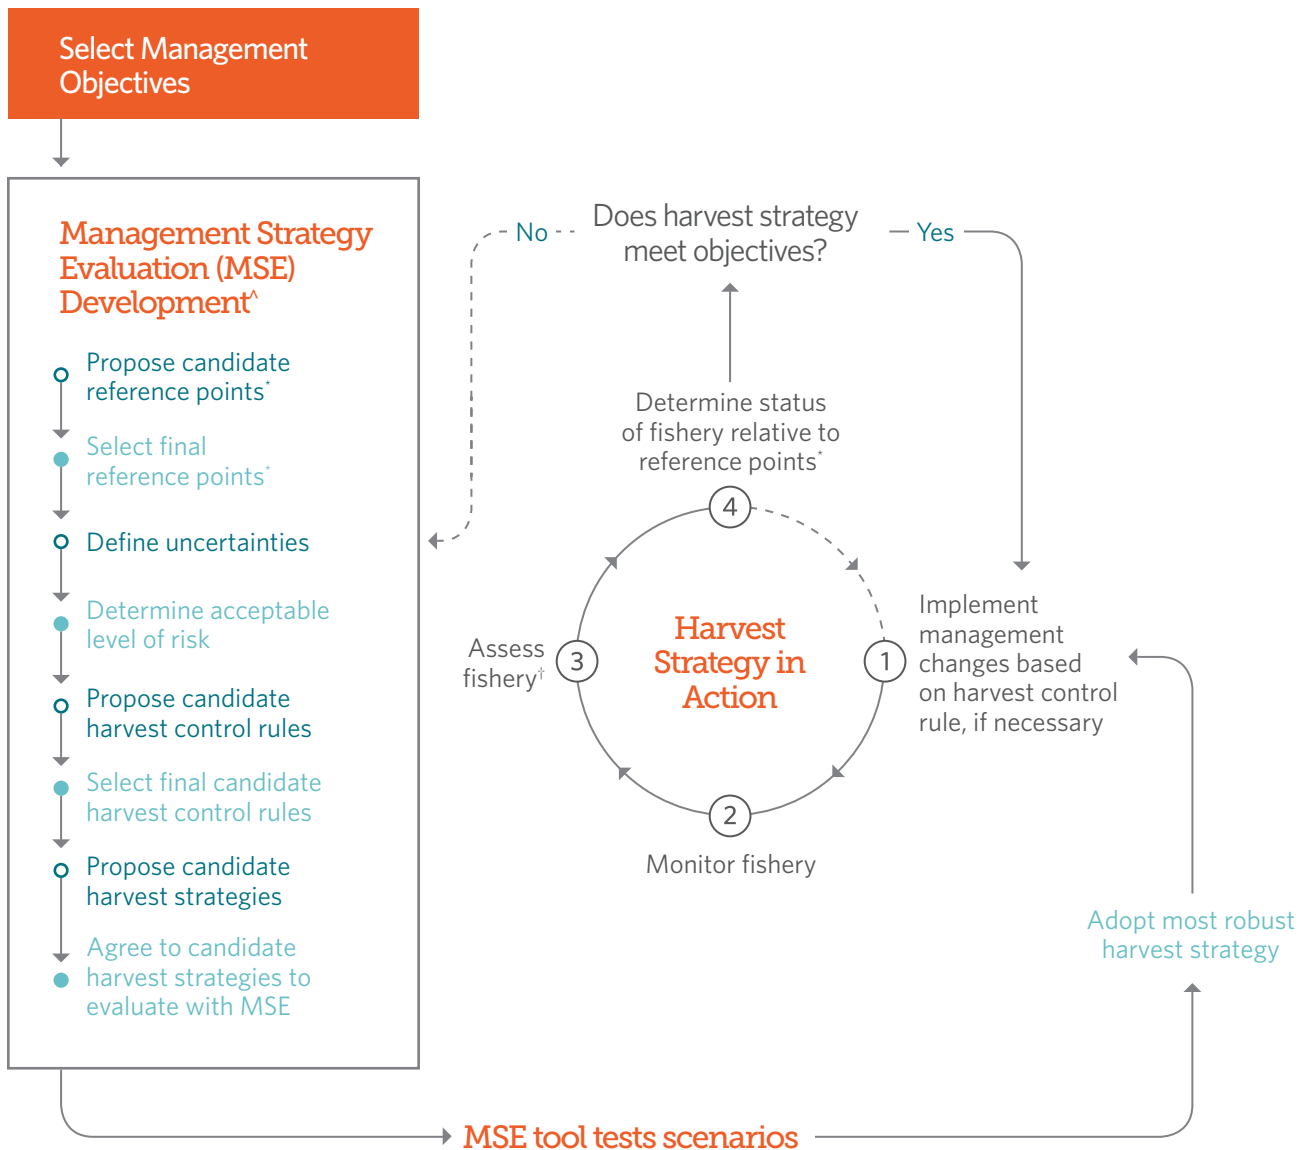 Select Management
Objectives
Management Strategy
Evaluation (MSE)
Development^
Propose candidate
reference points*
Select final
reference points*
Define uncertainties
Determine acceptable
level of risk
Propose candidate
harvest control rules
Select final candidate
harvest control rules
Propose candidate
harvest strategies
Agree to candidate
harvest strategies to
evaluate with MSE
No
Does harvest strategy
meet objectives?
Yes
Determine status
of fishery relative to
reference points*
4
Harvest
Strategy in
Action
Assess
fishery†
3
1
Implement
management
changes based
on harvest control
rule, if necessary
2
Monitor fishery
Adopt most robust
harvest strategy
MSE tool tests scenarios